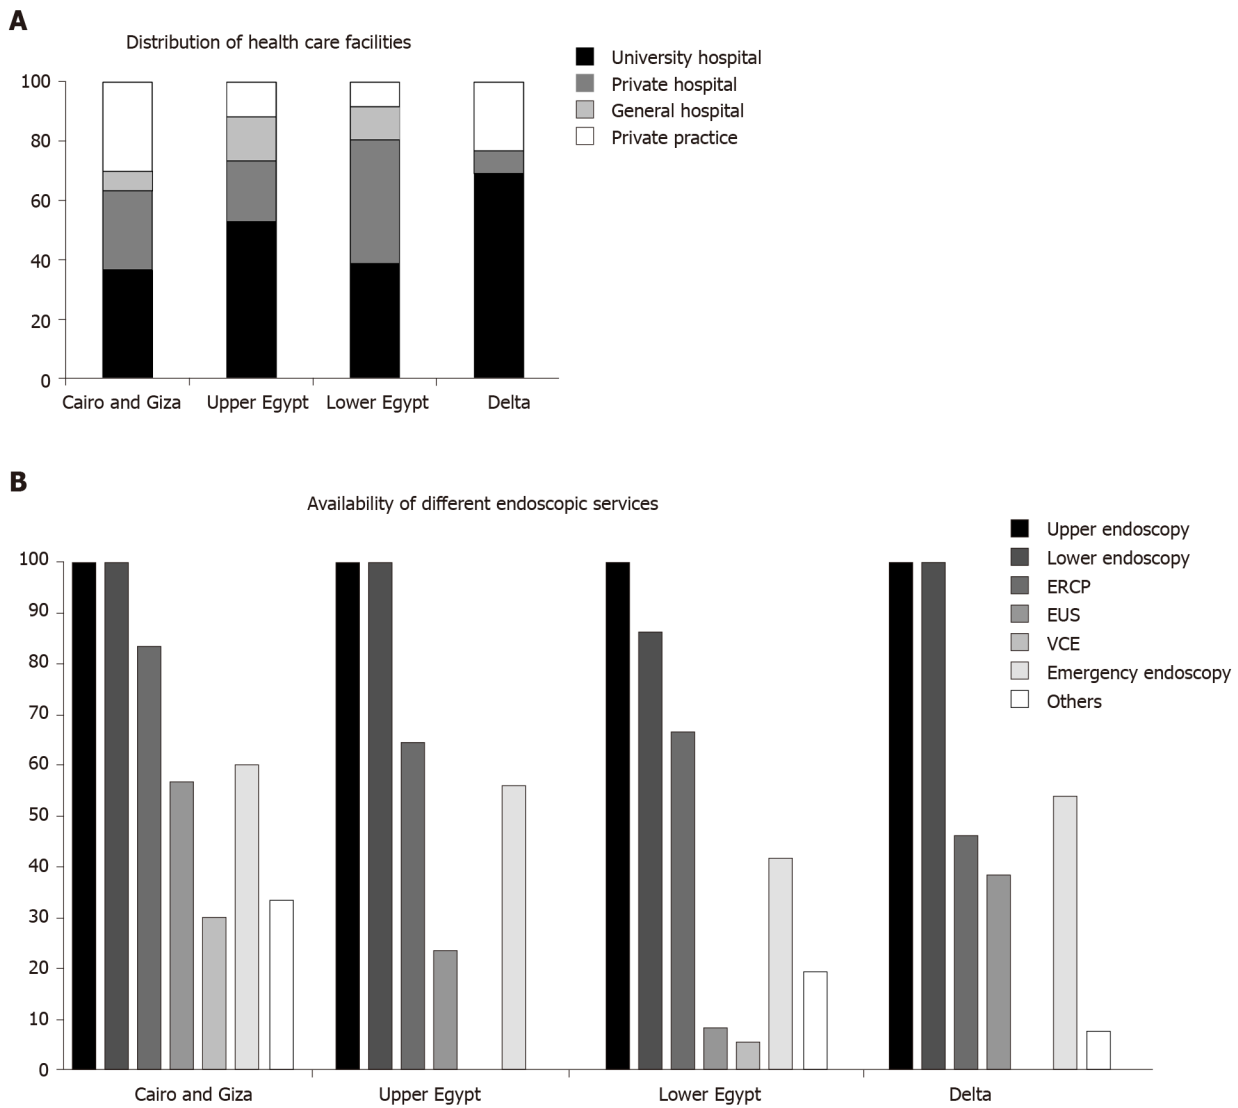 A
Distribution of health care facilities
University hospital
Private hospital
General hospital
Private practice
100
80
60
40
20
0
Cairo and Giza
Upper Egypt
Lower Egypt
Delta
B
Availability of different endoscopic services
Upper endoscopy
Lower endoscopy
ERCP
EUS
VCE
Emergency endoscopy
Others
100
90
80
70
60
50
40
30
20
10
0
Cairo and Giza
Upper Egypt
Lower Egypt
Delta